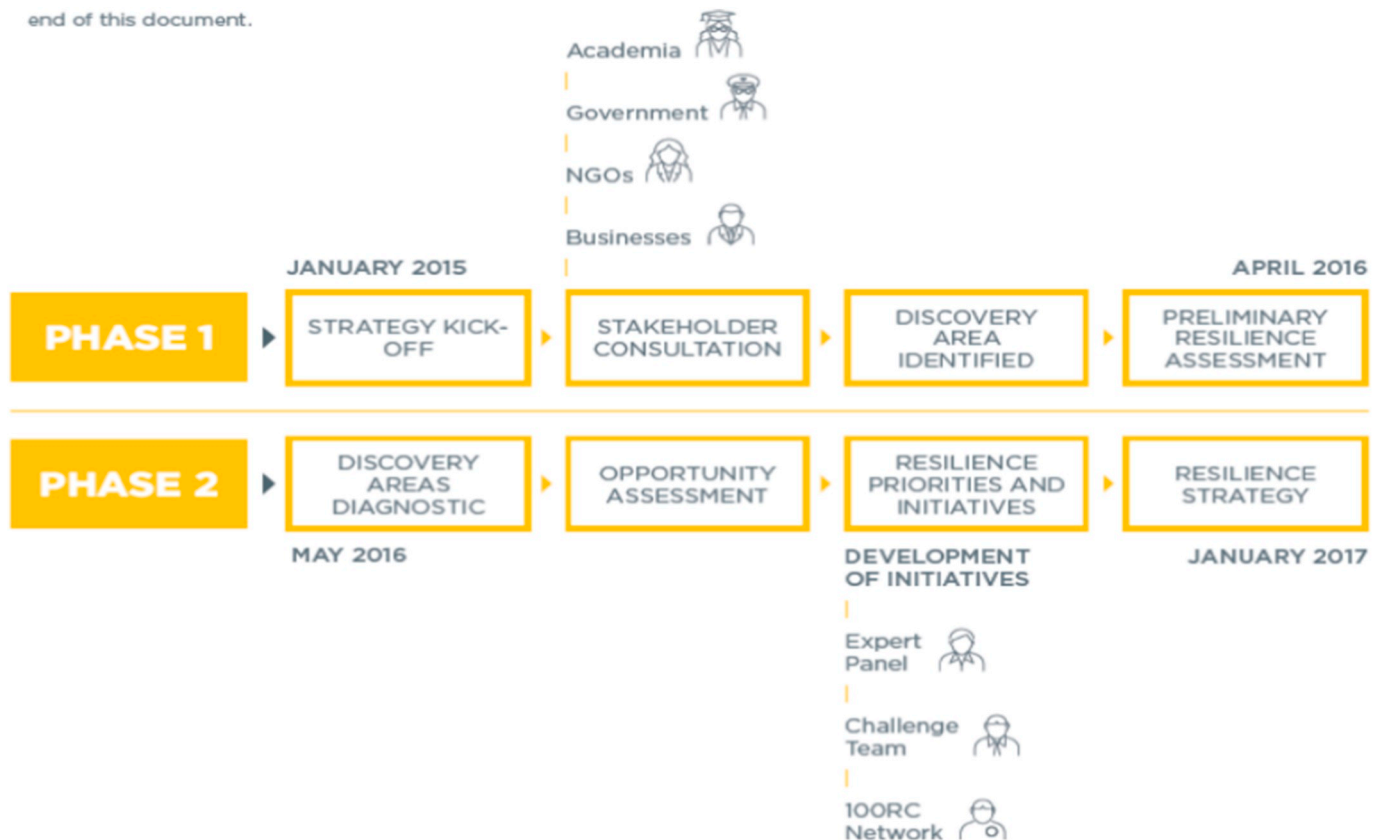 end of this document.
Academia
Government
NGOs
Businesses
JANUARY 2015
APRIL 2016
PHASE 1
STRATEGY KICK-
OFF
STAKEHOLDER
CONSULTATION
DISCOVERY
AREA
IDENTIFIED
PRELIMINARY
RESILIENCE
ASSESSMENT
PHASE 2
DISCOVERY
AREAS
DIAGNOSTIC
OPPORTUNITY
ASSESSMENT
RESILIENCE
PRIORITIES AND
INITIATIVES
RESILIENCE
STRATEGY
MAY 2016
DEVELOPMENT
OF INITIATIVES
JANUARY 2017
Expert
Panel
Challenge
Team
100RC
Network